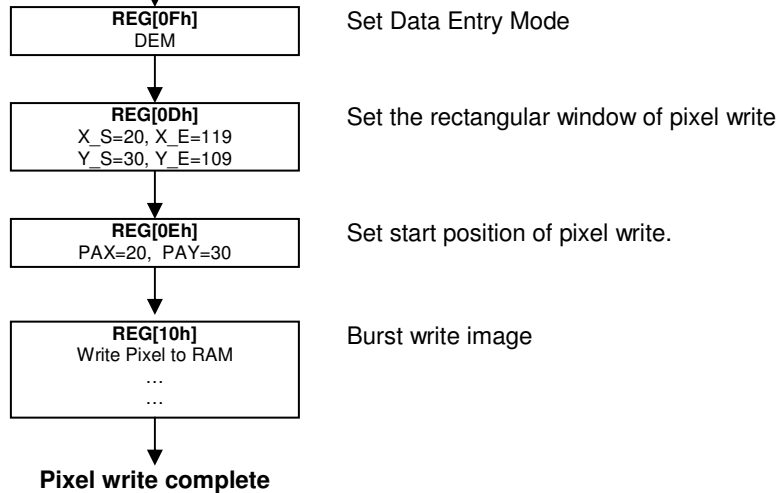 REG[0Fh]
DEM
Set Data Entry Mode
REG[0Dh]
X_S=20, X_E=119
Y_S=30, Y_E=109
Set the rectangular window of pixel write
REG[0Eh]
PAX=20, PAY=30
Set start position of pixel write.
REG[10h]
Write Pixel to RAM
…
…
Burst write image
Pixel write complete